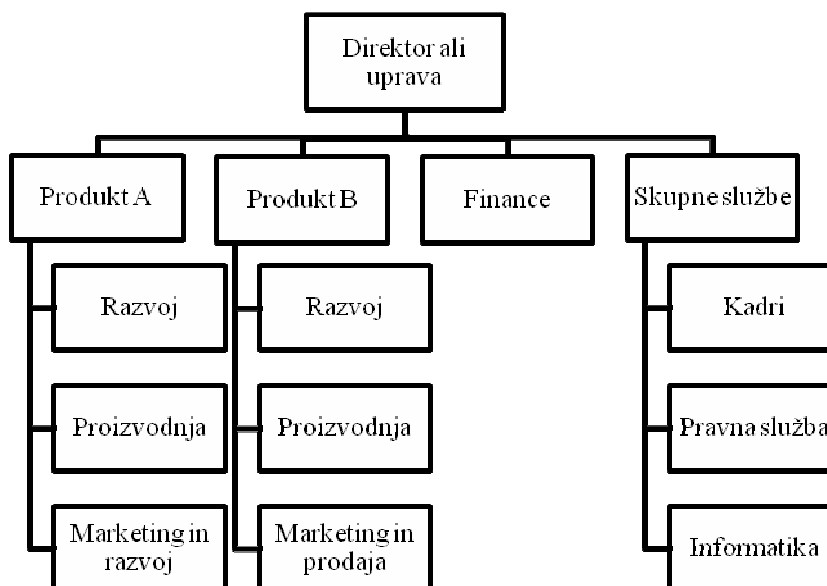 Direktor ali
uprava
Produkt A
Produkt B
Finance
Skupne službe
Razvoj
Razvoj
Kadri
Proizvodnja
Proizvodnja
Pravna služba
Marketing in
razvoj
Marketing in
prodaja
Informatika